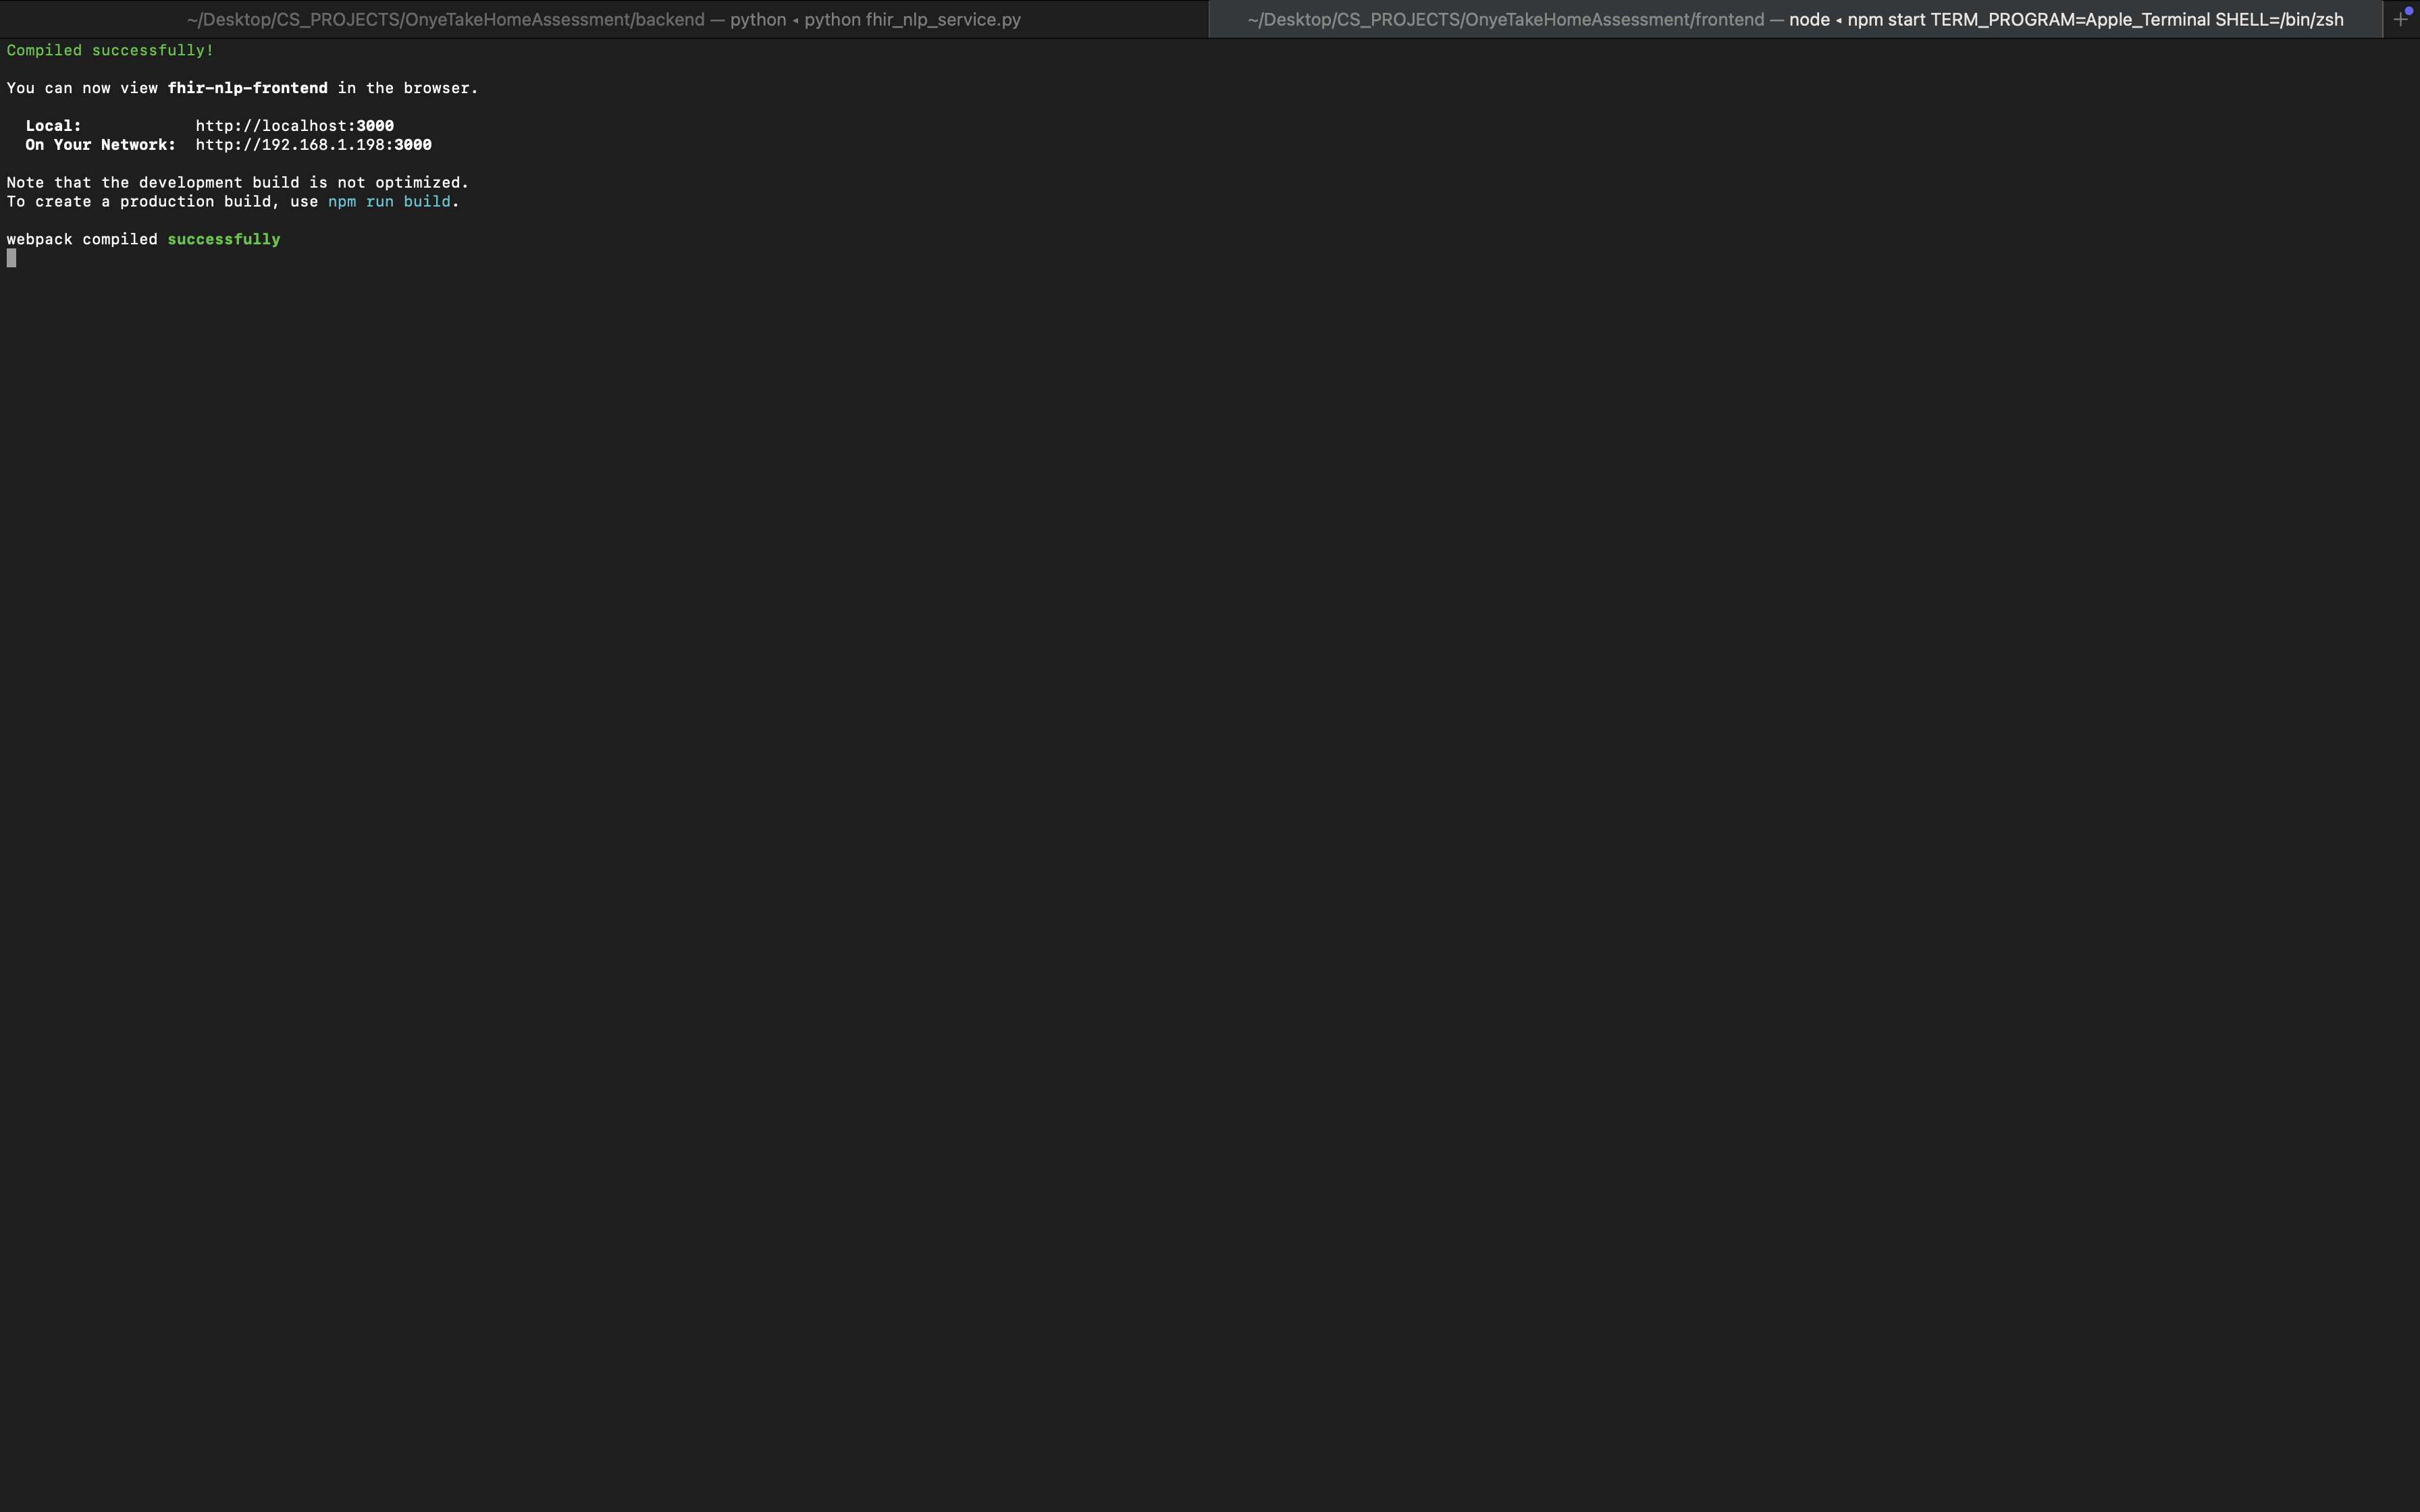 ~/Desktop/CS_PROJECTS/OnyeTakeHomeAssessment/backend — python ◂ python fhir_nlp_service.py
~/Desktop/CS_PROJECTS/OnyeTakeHomeAssessment/frontend — node ◂ npm start TERM_PROGRAM=Apple_Terminal SHELL=/bin/zsh
Compiled successfully!
You can now view fhir-nlp-frontend in the browser.
Local: http://localhost:3000
On Your Network: http://192.168.1.198:3000
Note that the development build is not optimized.
To create a production build, use npm run build.
webpack compiled successfully